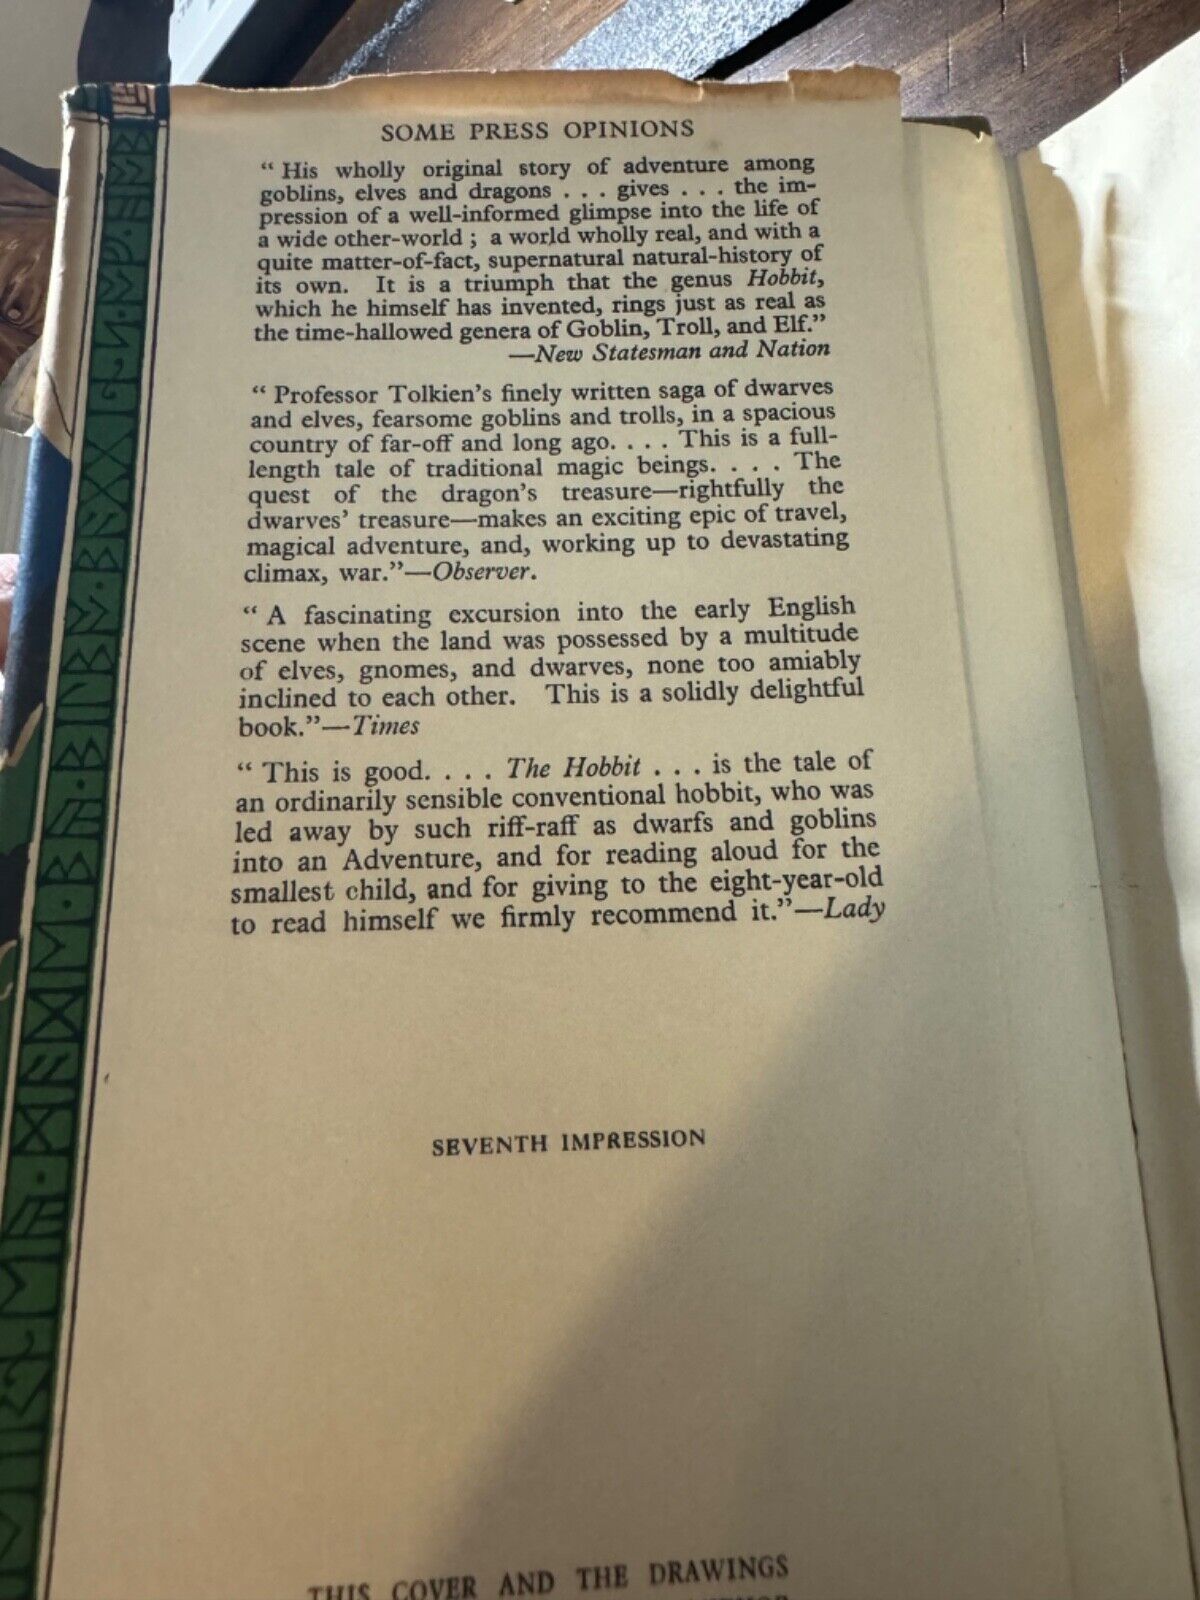 SOME PRESS OPINIONS
“ His wholly original story of adventure among
goblins, elves and dragons . . . gives . . . the im-
pression of a well-informed glimpse into the life of
a wide other-world ; a world wholly real, and with a
quite matter-of-fact, supernatural natural-history of
its own. It is a triumph that the genus Hobbit,
which he himself has invented, rings just as real as
the time-hallowed genera of Goblin, Troll, and Elf.”
—New Statesman and Nation
“ Professor Tolkien’s finely written saga of dwarves
and elves, fearsome goblins and trolls, in a spacious
country of far-off and long ago. . . . This is a full-
length tale of traditional magic beings. . . . The
quest of the dragon’s treasure—rightfully the
dwarves’ treasure—makes an exciting epic of travel,
magical adventure, and, working up to devastating
climax, war.”—Observer.
“ A fascinating excursion into the early English
scene when the land was possessed by a multitude
of elves, gnomes, and dwarves, none too amiably
inclined to each other. This is a solidly delightful
book.”—Times
“ This is good. . . . The Hobbit . . . is the tale of
an ordinarily sensible conventional hobbit, who was
led away by such riff-raff as dwarfs and goblins
into an Adventure, and for reading aloud for the
smallest child, and for giving to the eight-year-old
to read himself we firmly recommend it.”—Lady
SEVENTH IMPRESSION
THIS COVER AND THE DRAWINGS